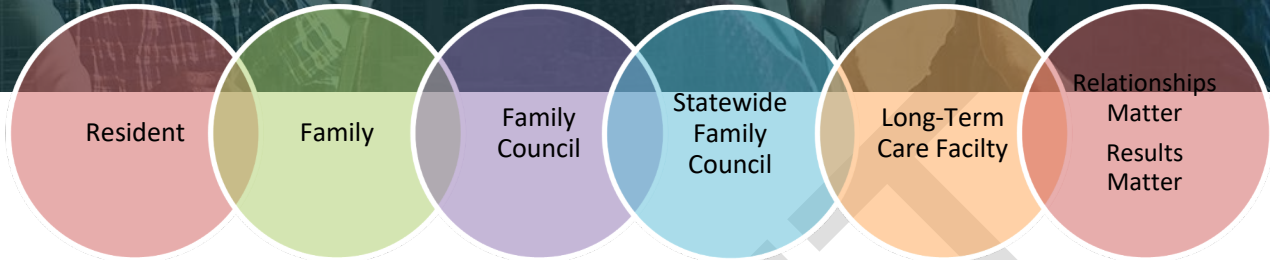 Resident
Family
Family
Council
Statewide
Family
Council
Long-Term
Care Facilty
Relationships
Matter
Results
Matter